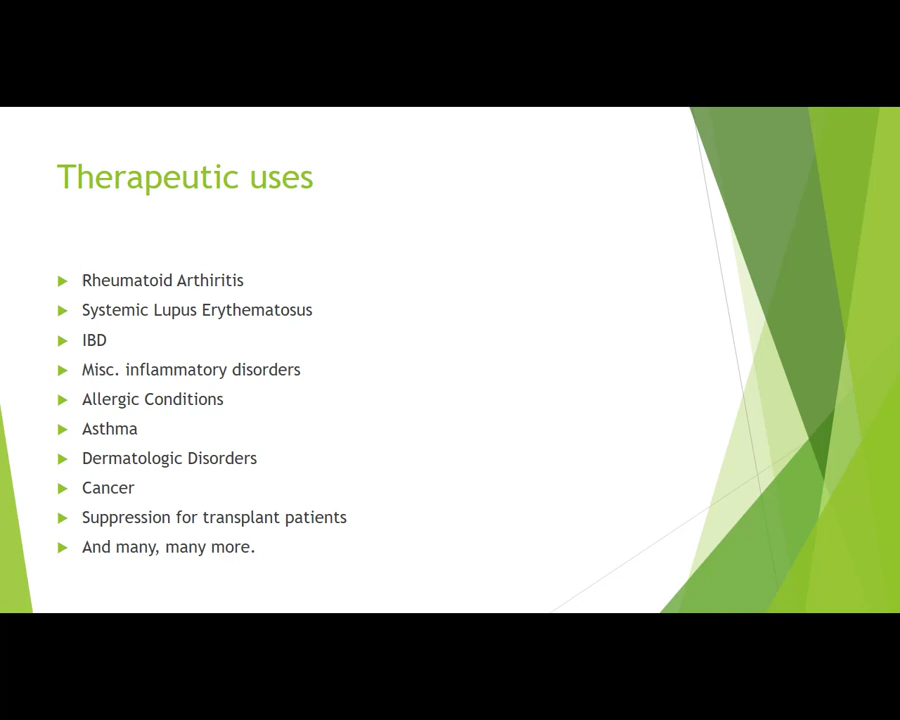 Therapeutic uses
Rheumatoid Arthiritis
Systemic Lupus Erythematosus
IBD
Misc. inflammatory disorders
Allergic Conditions
Asthma
Dermatologic Disorders
Cancer
Suppression for transplant patients
And many, many more.